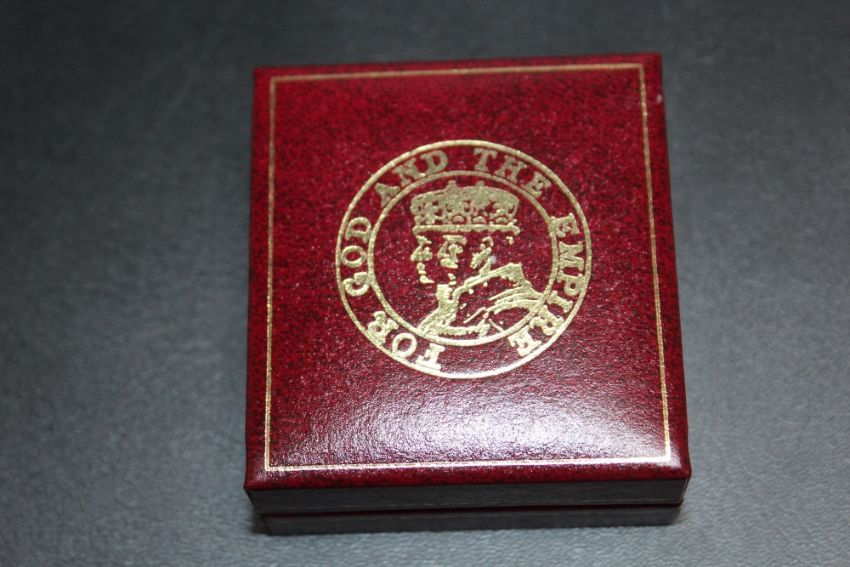 FOR GOD AND THE EMPIRE